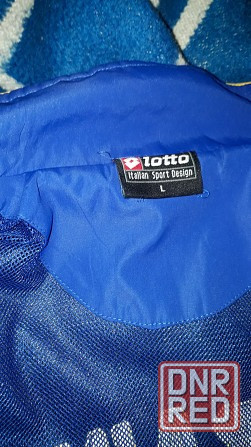 lotto
Italian Sport Design
L
DNR
RED